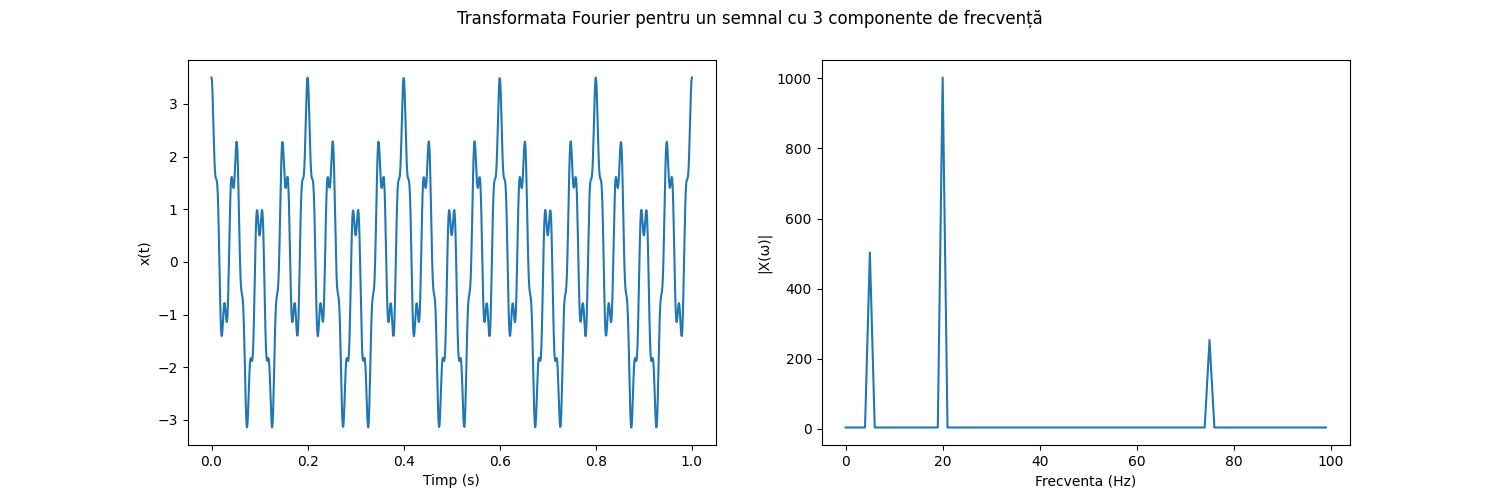 Transformata Fourier pentru un semnal cu 3 componente de frecvență
x(t)
3
2
1
0
−1
−2
−3
0.0 0.2 0.4 0.6 0.8 1.0
Timp (s)
|X(ω)|
1000
800
600
400
200
0
0 20 40 60 80 100
Frecventa (Hz)